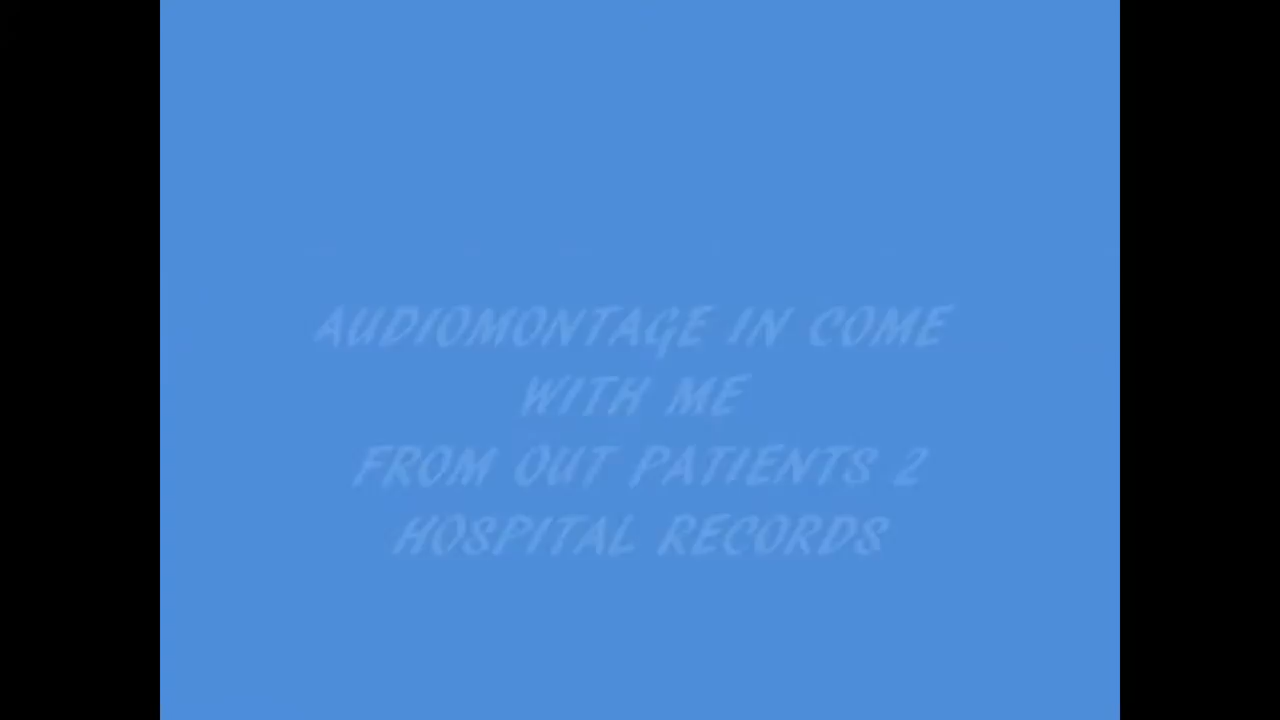 AUDIOMONTAGE IN COME
WITH ME
FROM OUT PATIENTS 2
HOSPITAL RECORDS